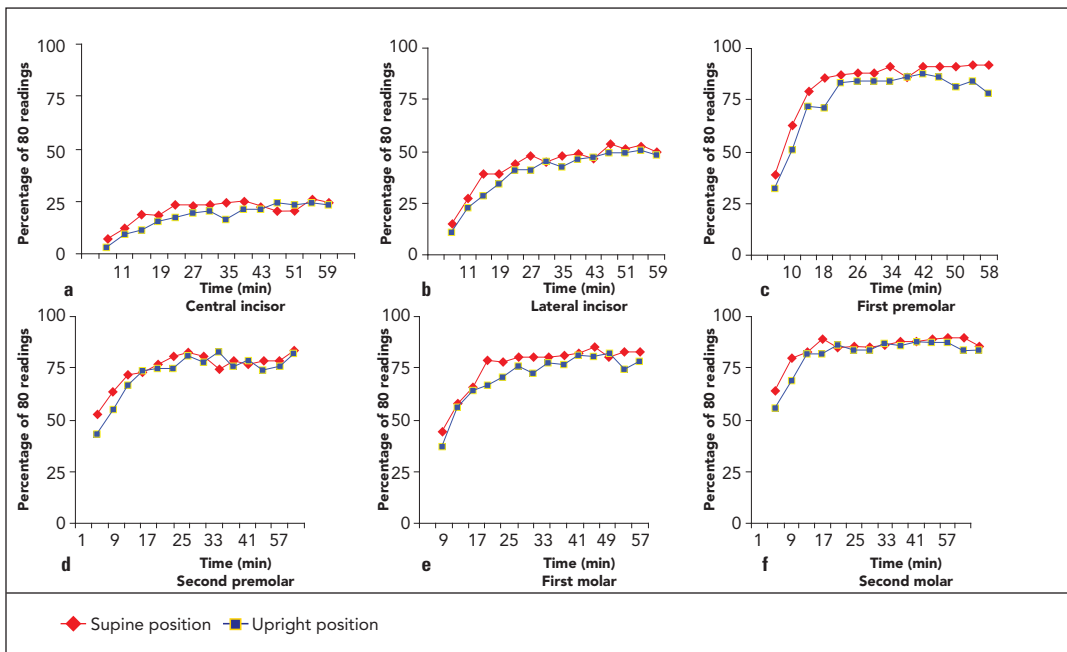 100
75
50
25
0
Percentage of 80 readings
11 19 27 35 43 51 59
a
Time (min)
Central incisor
100
75
50
25
0
Percentage of 80 readings
11 19 27 35 43 51 59
b
Time (min)
Lateral incisor
100
75
50
25
0
Percentage of 80 readings
10 18 26 34 42 50 58
c
Time (min)
First premolar
100
75
50
25
0
Percentage of 80 readings
1 9 17 25 33 41 57
d
Time (min)
Second premolar
100
75
50
25
0
Percentage of 80 readings
9 17 25 33 41 49 57
e
Time (min)
First molar
100
75
50
25
0
Percentage of 80 readings
1 9 17 25 33 41 57
f
Time (min)
Second molar
Supine position Upright position